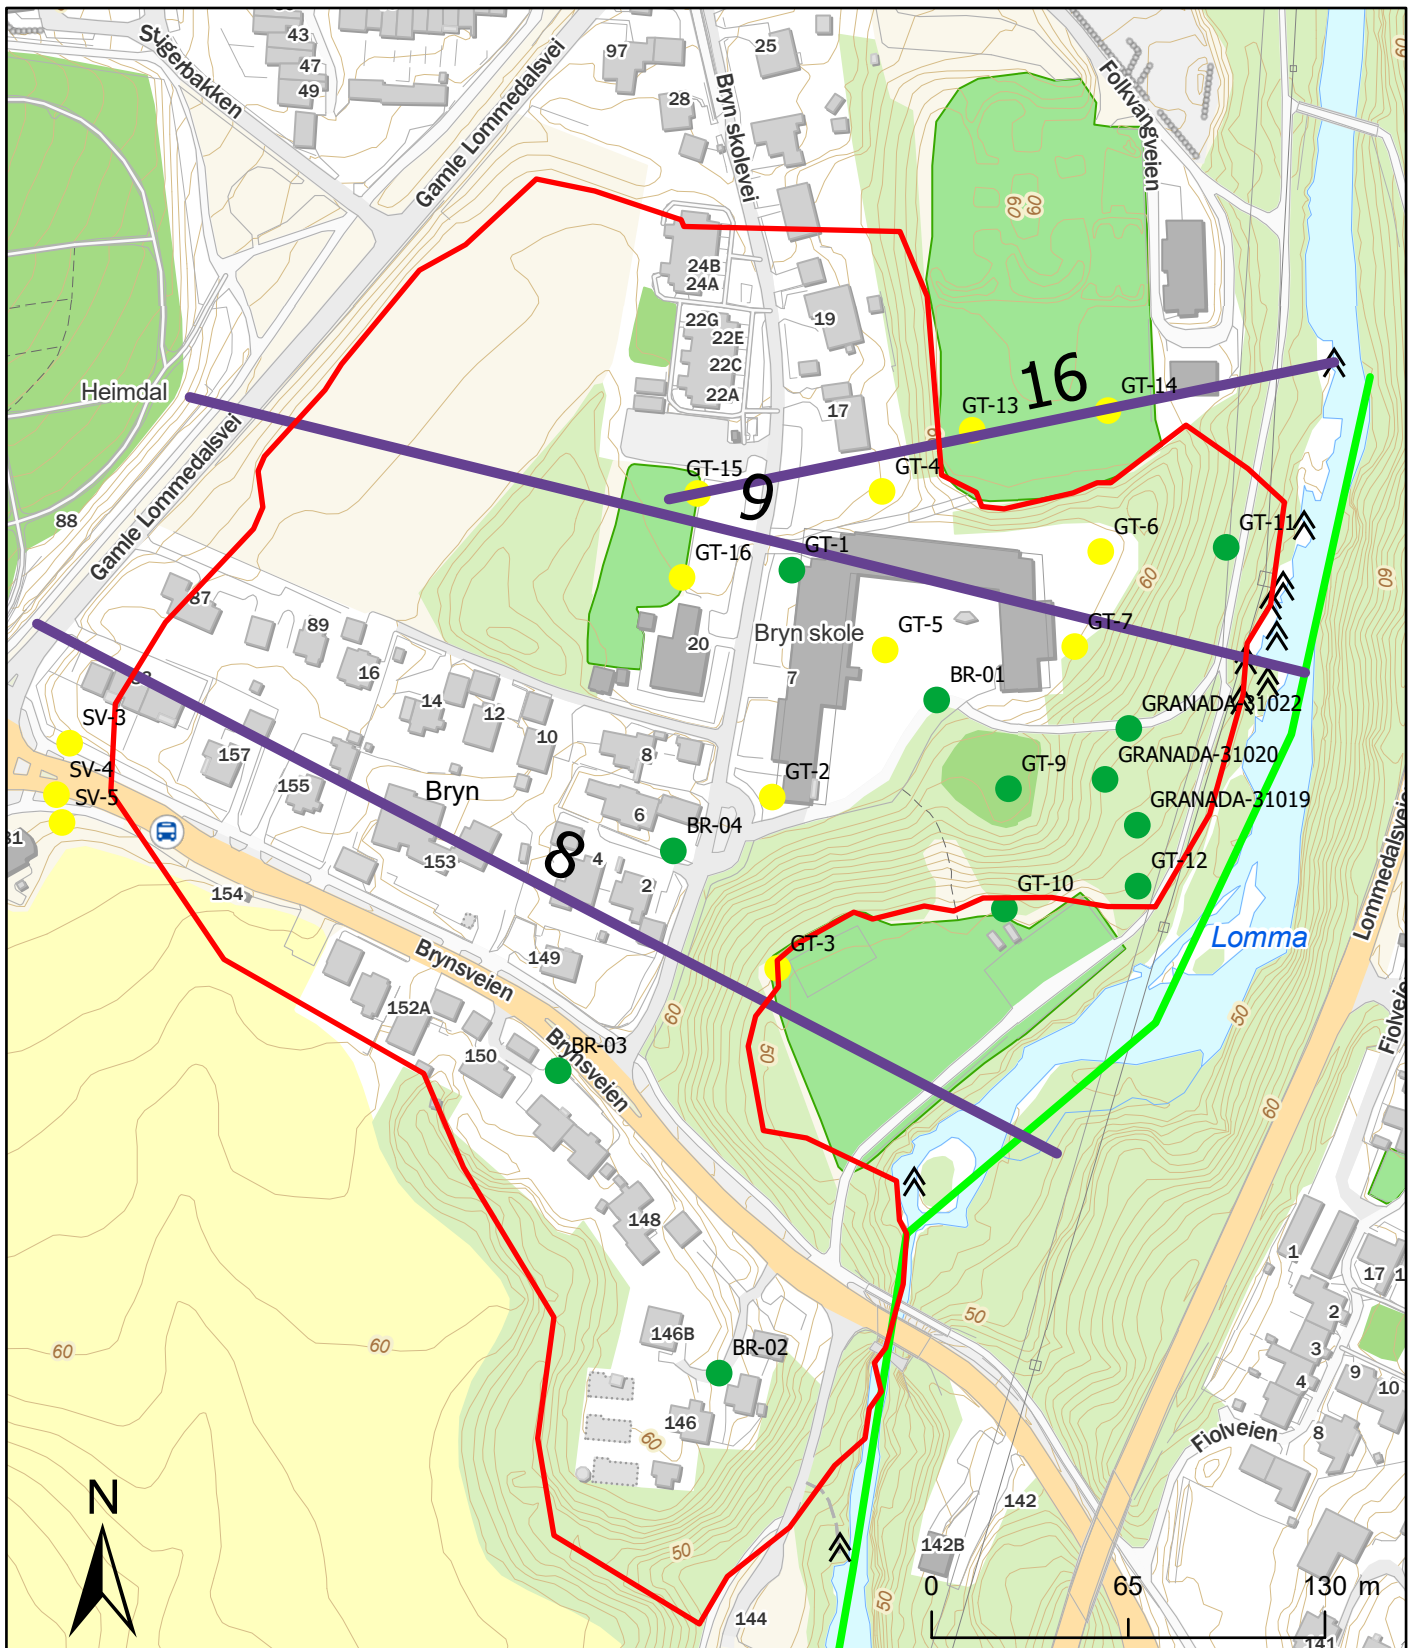 43
47
49
Stigerbakken
Gamle Lommedalsvei
97
28
25
Bryn skolevei
Folkvangveien
60
60
24B
24A
22G
22E
22C
22A
19
17
Heimdal
16
GT-13
GT-14
GT-15
9
GT-4
88
Gamle Lommedalsvei
GT-16
GT-1
GT-6
GT-11
60
60
87
89
16
20
Bryn skole
GT-5
GT-7
7
BR-01
14
12
10
8
SV-3
SV-4
SV-5
157
155
Bryn
6
GT-2
GRANADA-31022
GT-9
GRANADA-31020
GRANADA-31019
BR-04
GT-12
153
8
4
2
154
GT-10
GT-3
Lomma
Lommedalsveien
149
Brynsveien
152A
60
50
50
Fiolveien
150
BR-03
Brynsveien
60
148
1
17
50
2
3
4
9
10
8
60
60
146B
BR-02
146
60
Fiolveien
N
50
142
142B
50
0
65
130 m
144
141